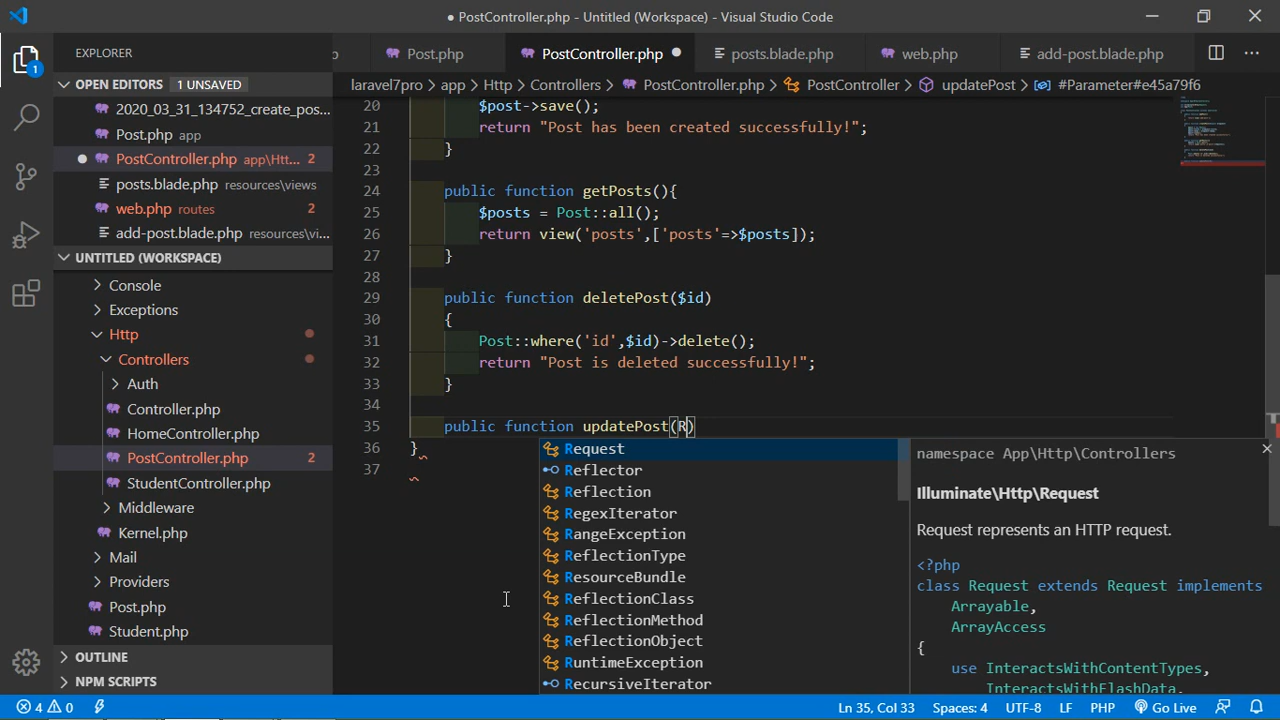 PostController.php - Untitled (Workspace) - Visual Studio Code
EXPLORER
Post.php
PostController.php
posts.blade.php
web.php
add-post.blade.php
OPEN EDITORS 1 UNSAVED
laravel7pro > app > Http > Controllers > PostController.php > PostController > updatePost > #Parameter#e45a79f6
1
2020_03_31_134752_create_pos...
Post.php app
PostController.php app\Htt... 2
posts.blade.php resources\views
web.php routes 2
add-post.blade.php resources\vi...
UNTITLED (WORKSPACE)
Console
Exceptions
Http
Controllers
Auth
Controller.php
HomeController.php
PostController.php 2
StudentController.php
Middleware
Kernel.php
Mail
Providers
Post.php
Student.php
OUTLINE
NPM SCRIPTS
20 $post->save();
21 return "Post has been created successfully!";
22 }
23
24 public function getPosts(){
25 $posts = Post::all();
26 return view('posts',['posts'=>$posts]);
27 }
28
29 public function deletePost($id)
30 {
31 Post::where('id',$id)->delete();
32 return "Post is deleted successfully!";
33 }
34
35 public function updatePost(R)
36 }
37
Request
Reflector
Reflection
RegexIterator
RangeException
ReflectionType
ResourceBundle
ReflectionClass
ReflectionMethod
ReflectionObject
RuntimeException
RecursiveIterator
namespace App\Http\Controllers
Illuminate\Http\Request
Request represents an HTTP request.
<?php
class Request extends Request implements
Arrayable,
ArrayAccess
{
use InteractsWithContentTypes,
InteractsWithFlashData,
4 0 Ln 35, Col 33 Spaces: 4 UTF-8 LF PHP Go Live